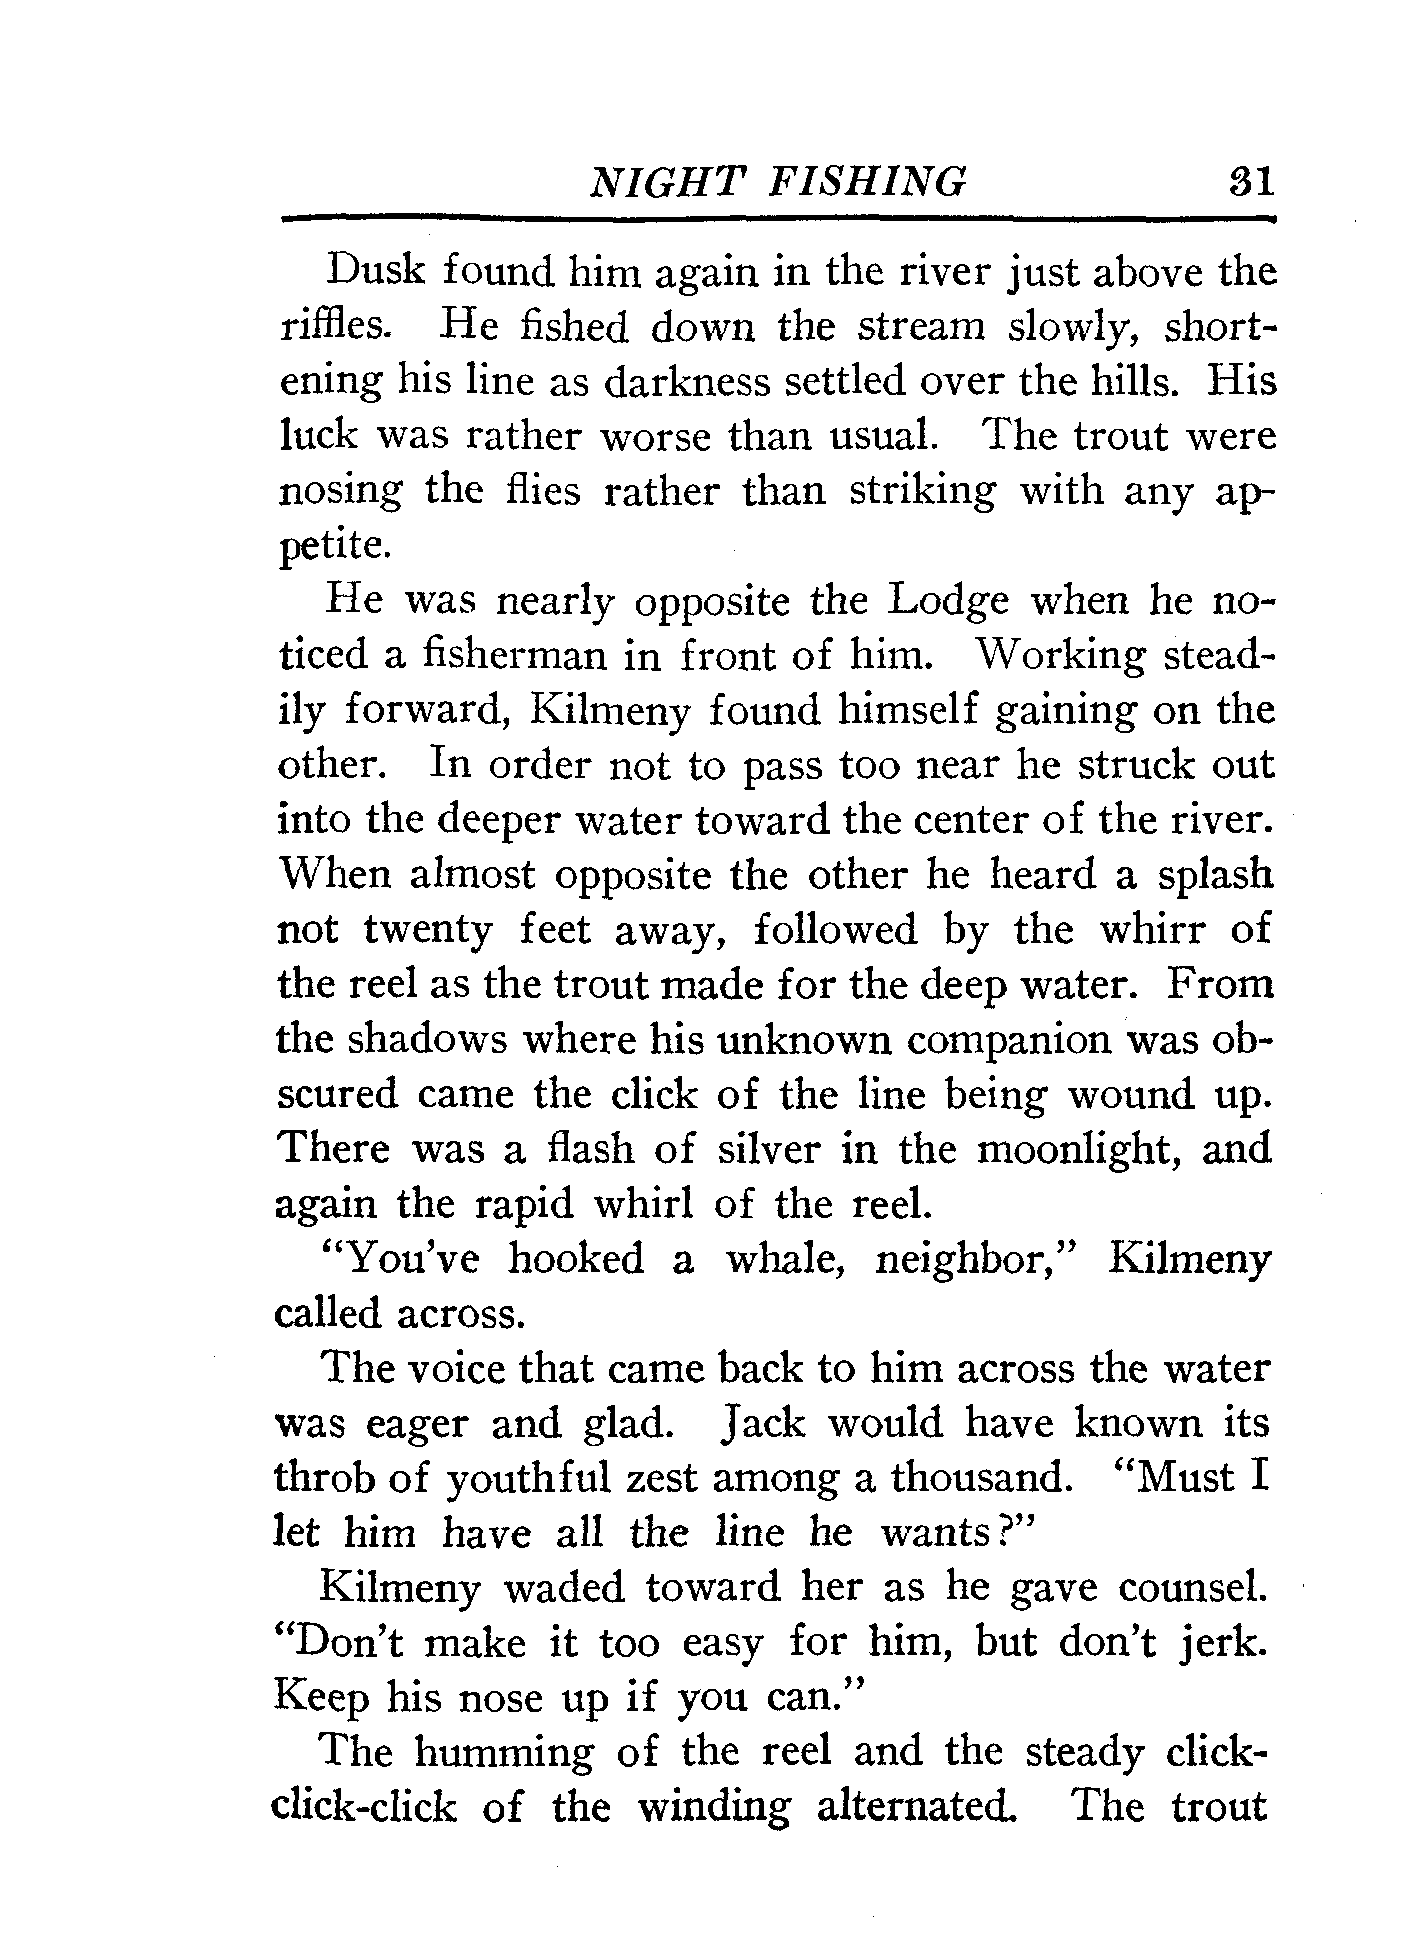 NIGHT FISHING 31
Dusk found him again in the river just above the
riffles. He fished down the stream slowly, short-
ening his line as darkness settled over the hills. His
luck was rather worse than usual. The trout were
nosing the flies rather than striking with any ap-
petite.
He was nearly opposite the Lodge when he no-
ticed a fisherman in front of him. Working stead-
ily forward, Kilmeny found himself gaining on the
other. In order not to pass too near he struck out
into the deeper water toward the center of the river.
When almost opposite the other he heard a splash
not twenty feet away, followed by the whirr of
the reel as the trout made for the deep water. From
the shadows where his unknown companion was ob-
scured came the click of the line being wound up.
There was a flash of silver in the moonlight, and
again the rapid whirl of the reel.
"You've hooked a whale, neighbor," Kilmeny
called across.
The voice that came back to him across the water
was eager and glad. Jack would have known its
throb of youthful zest among a thousand. "Must I
let him have all the line he wants?"
Kilmeny waded toward her as he gave counsel.
"Don't make it too easy for him, but don't jerk.
Keep his nose up if you can."
The humming of the reel and the steady click-
click-click of the winding alternated. The trout